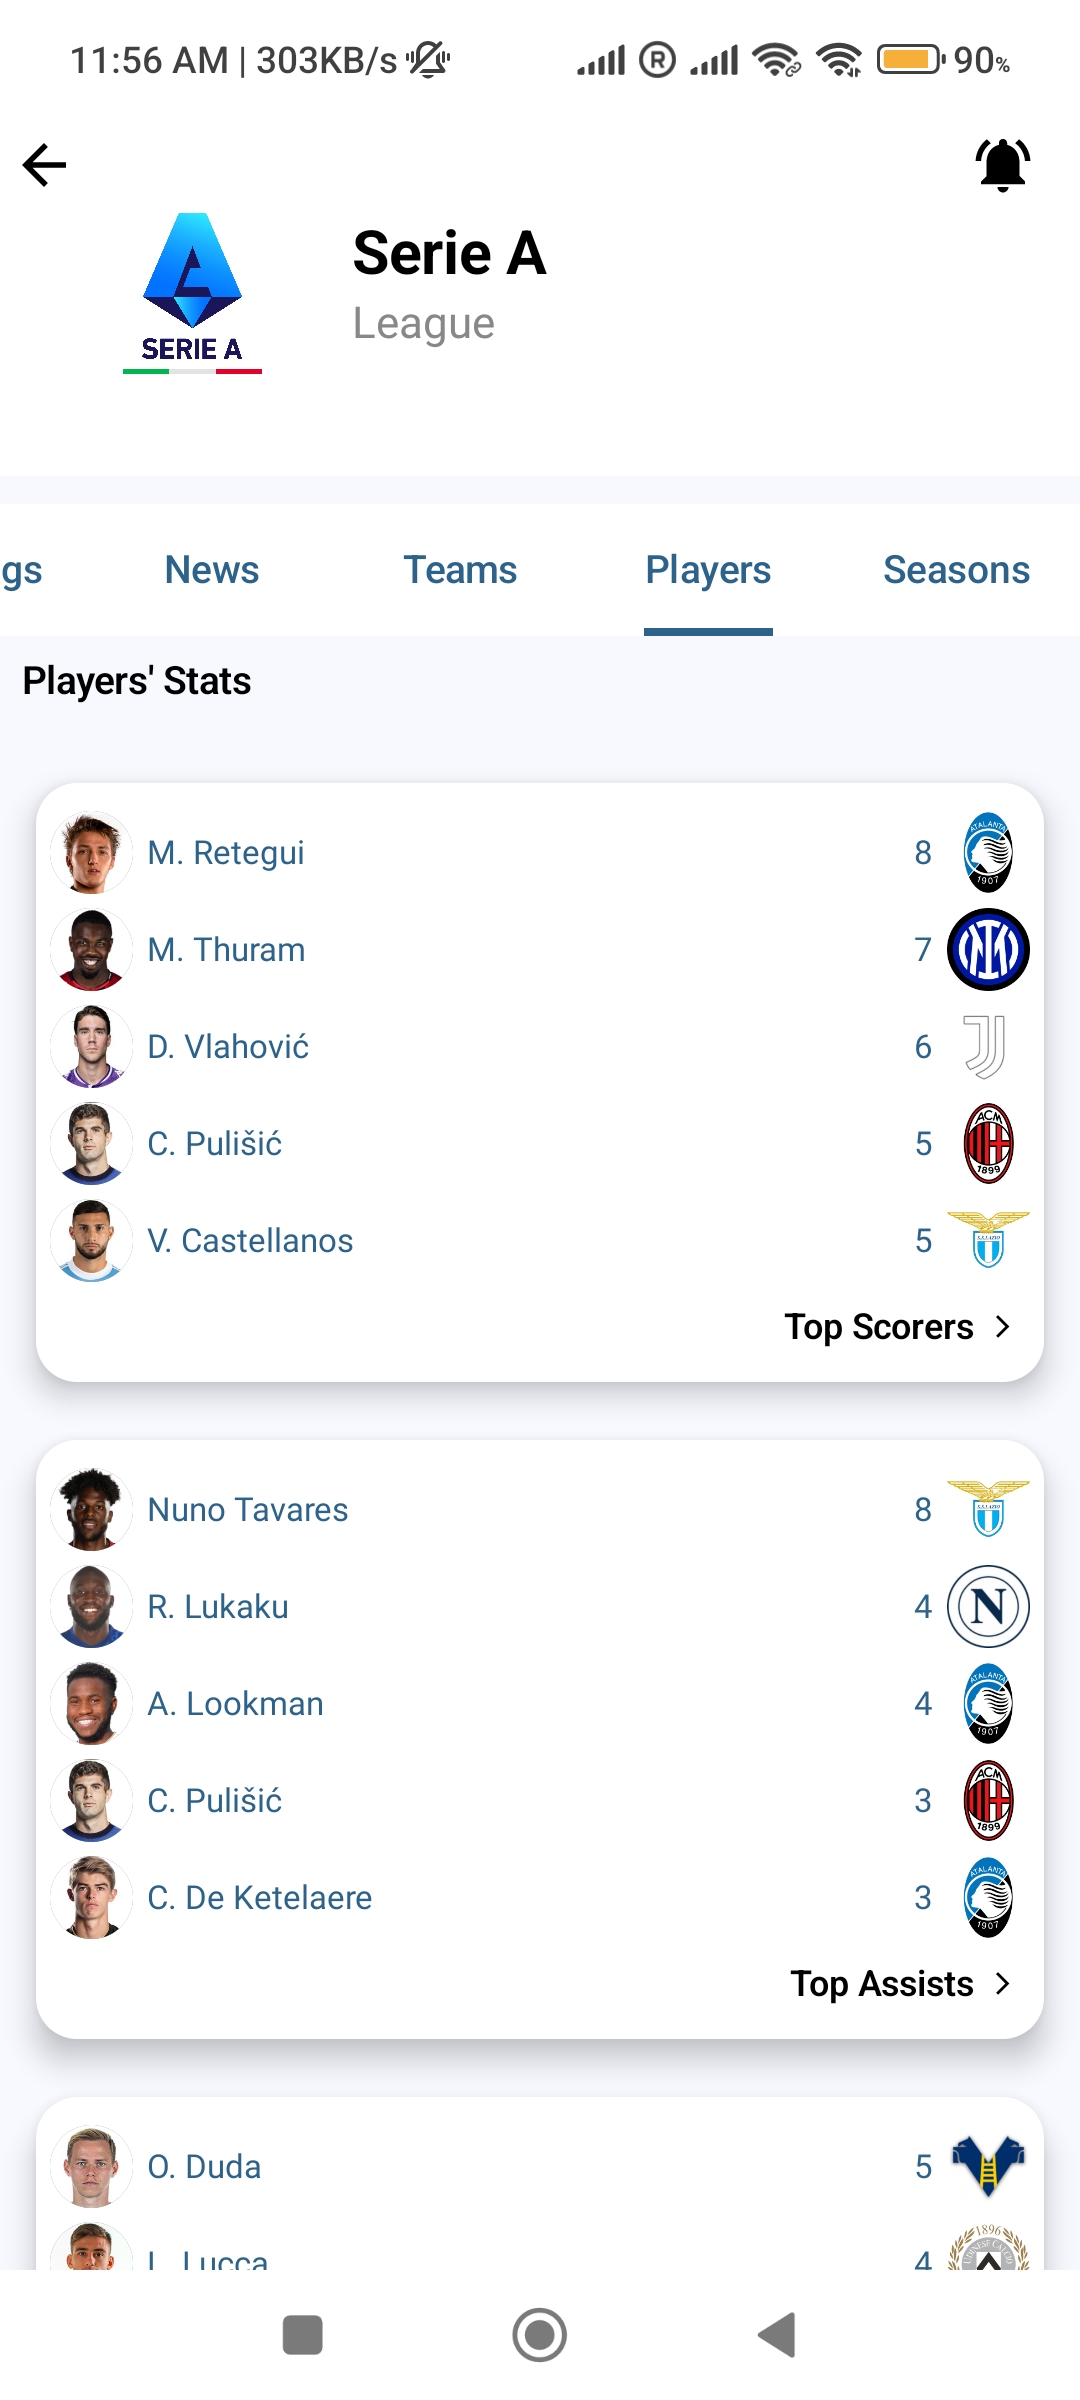 11:56 AM | 303KB/s
90%
Serie A
League
SERIE A
gs News Teams Players Seasons
Players' Stats
M. Retegui 8
M. Thuram 7
D. Vlahović 6
C. Pulišić 5
V. Castellanos 5
Top Scorers
Nuno Tavares 8
R. Lukaku 4
A. Lookman 4
C. Pulišić 3
C. De Ketelaere 3
Top Assists
O. Duda 5
L. Lucca 4